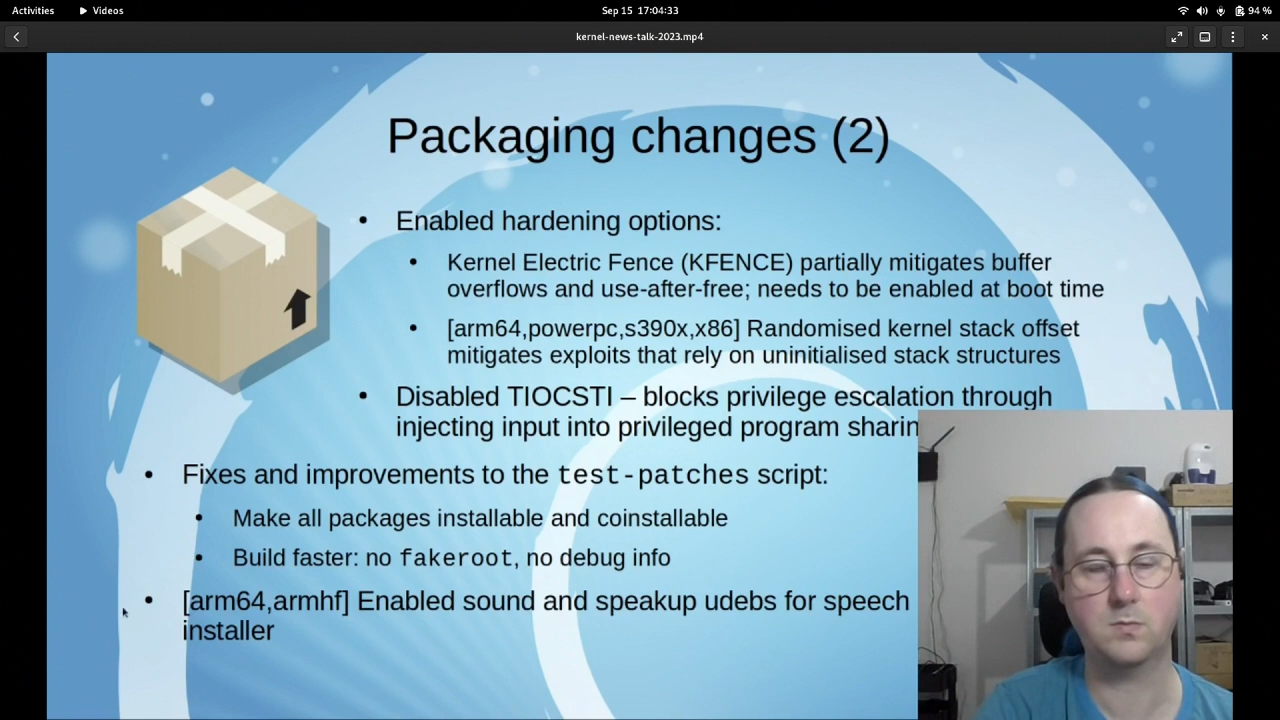 Activities
Videos
Sep 15 17:04:33
94 %
kernel-news-talk-2023.mp4
Packaging changes (2)
• Enabled hardening options:
• Kernel Electric Fence (KFENCE) partially mitigates buffer
overflows and use-after-free; needs to be enabled at boot time
• [arm64,powerpc,s390x,x86] Randomised kernel stack offset
mitigates exploits that rely on uninitialised stack structures
• Disabled TIOCSTI – blocks privilege escalation through
injecting input into privileged program
• Fixes and improvements to the test-patches script:
• Make all packages installable and coinstallable
• Build faster: no fakeroot, no debug info
• [arm64,armhf] Enabled sound and speakup udebs for speech
installer